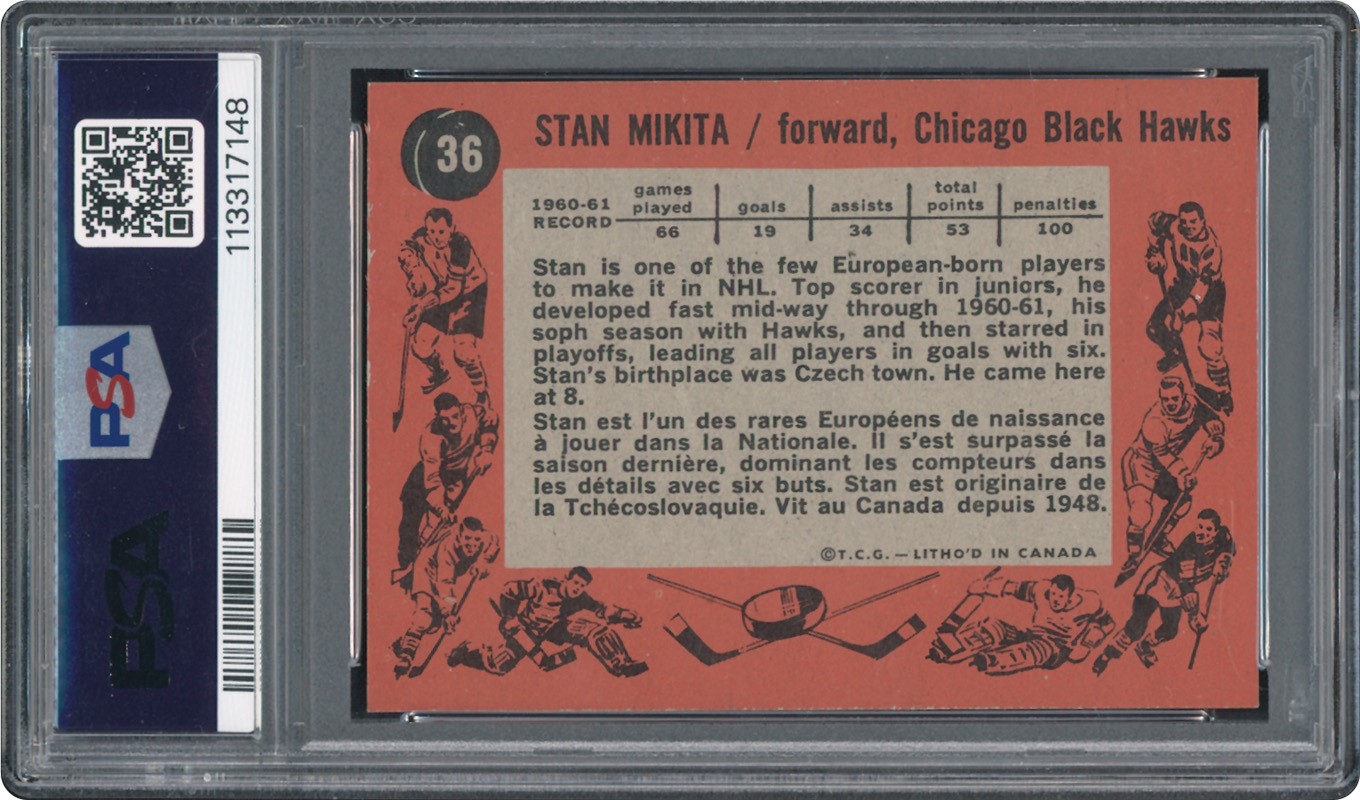 PSA
PSA
113317148
36
STAN MIKITA / forward, Chicago Black Hawks
1960-61 RECORD
games played goals assists total points penalties
66 19 34 53 100
Stan is one of the few European-born players
to make it in NHL. Top scorer in juniors, he
developed fast mid-way through 1960-61, his
soph season with Hawks, and then starred in
playoffs, leading all players in goals with six.
Stan's birthplace was Czech town. He came here
at 8.
Stan est l'un des rares Européens de naissance
à jouer dans la Nationale. Il s'est surpassé la
saison dernière, dominant les compteurs dans
les détails avec six buts. Stan est originaire de
la Tchécoslovaquie. Vit au Canada depuis 1948.
©T.C.G. — LITHO'D IN CANADA